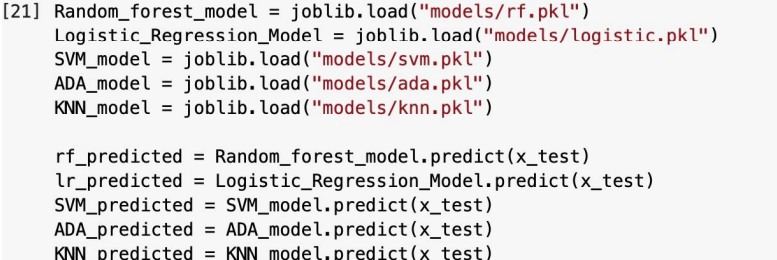 [21] Random_forest_model = joblib.load("models/rf.pkl")
Logistic_Regression_Model = joblib.load("models/logistic.pkl")
SVM_model = joblib.load("models/svm.pkl")
ADA_model = joblib.load("models/ada.pkl")
KNN_model = joblib.load("models/knn.pkl")
rf_predicted = Random_forest_model.predict(x_test)
lr_predicted = Logistic_Regression_Model.predict(x_test)
SVM_predicted = SVM_model.predict(x_test)
ADA_predicted = ADA_model.predict(x_test)
KNN_predicted = KNN_model.predict(x_test)